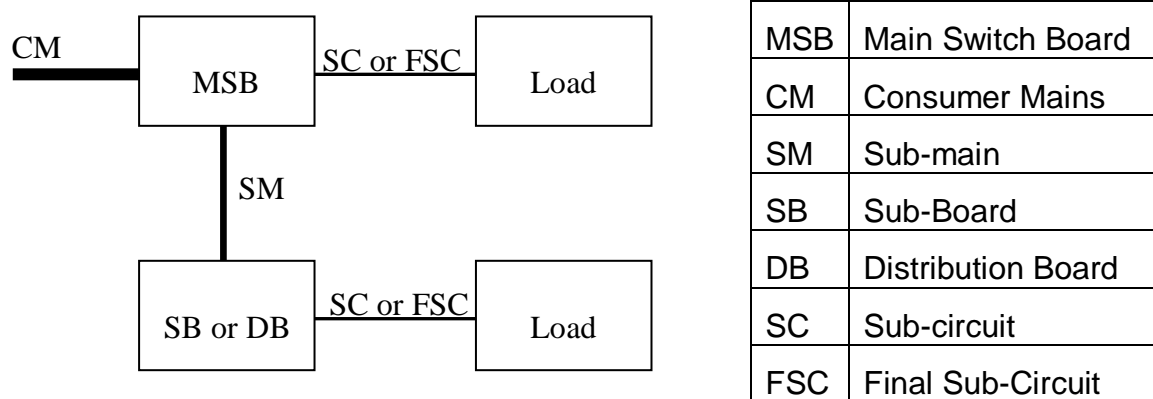 CM
MSB
SC or FSC
Load
SM
SB or DB
SC or FSC
Load
MSB Main Switch Board
CM Consumer Mains
SM Sub-main
SB Sub-Board
DB Distribution Board
SC Sub-circuit
FSC Final Sub-Circuit